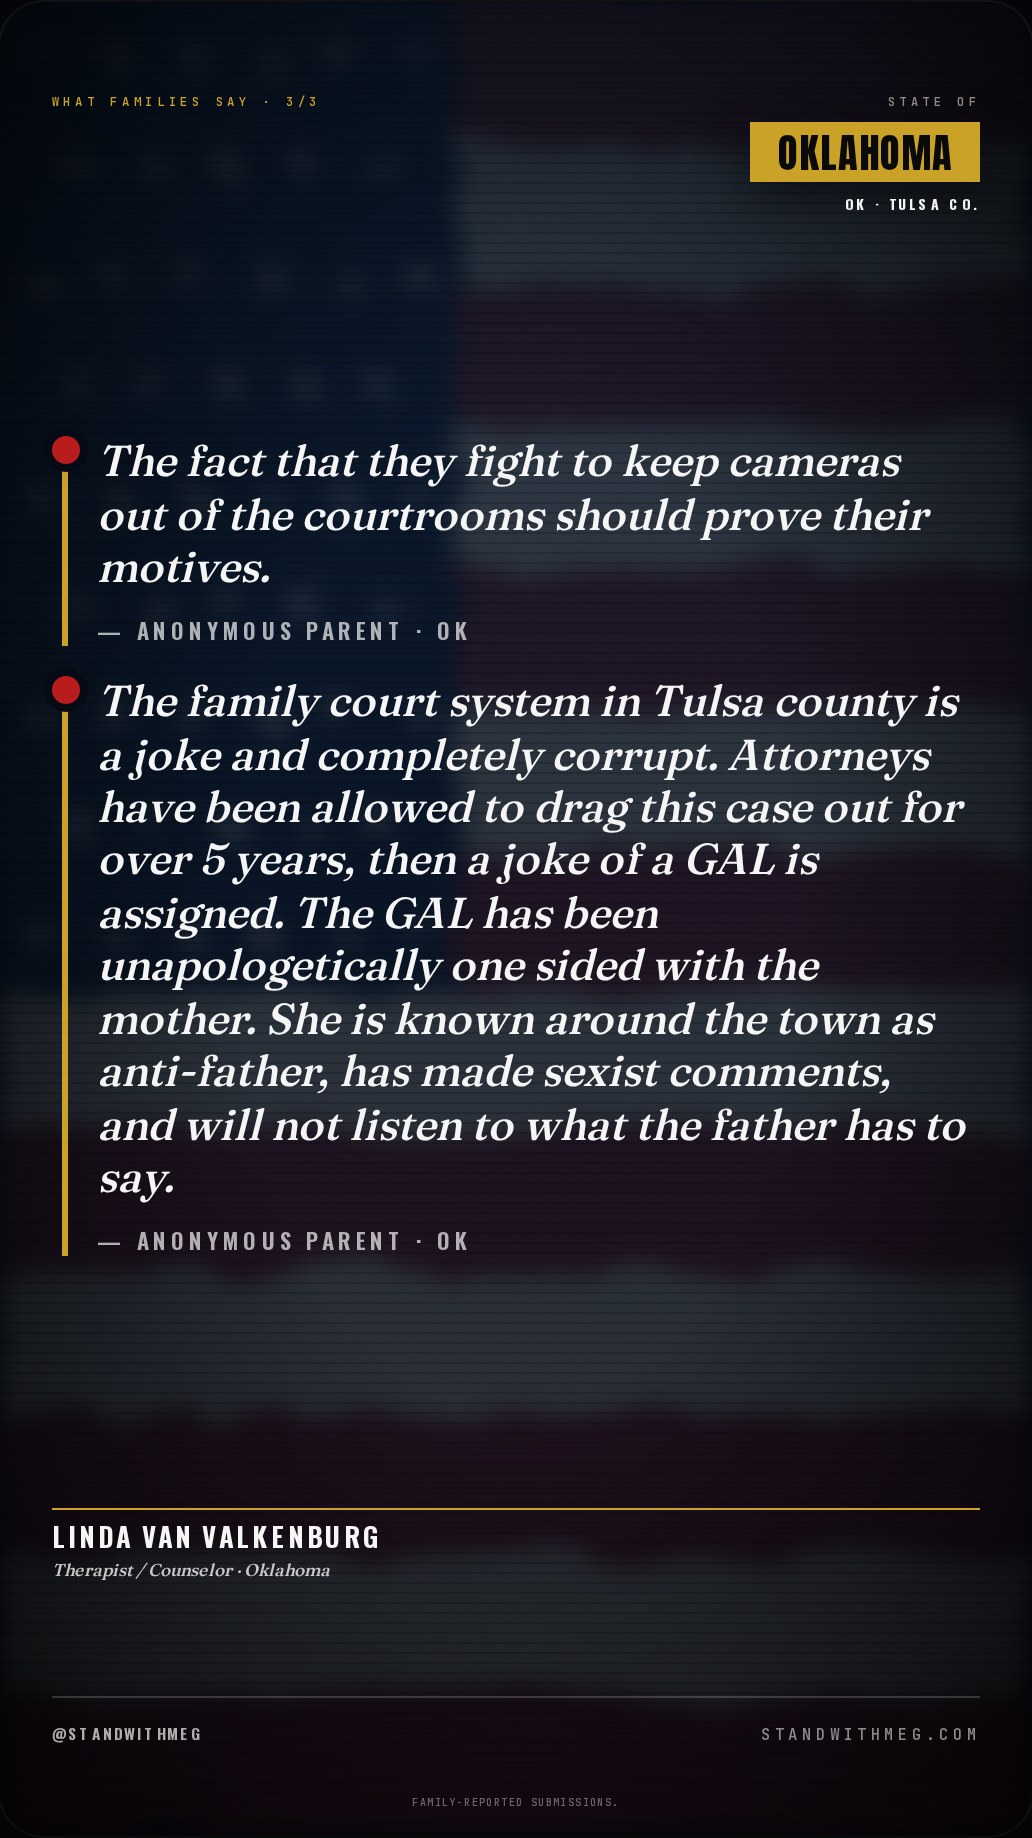 WHAT FAMILIES SAY · 3/3
STATE OF
OKLAHOMA
OK · TULSA CO.
The fact that they fight to keep cameras
out of the courtrooms should prove their
motives.
— ANONYMOUS PARENT · OK
The family court system in Tulsa county is
a joke and completely corrupt. Attorneys
have been allowed to drag this case out for
over 5 years, then a joke of a GAL is
assigned. The GAL has been
unapologetically one sided with the
mother. She is known around the town as
anti-father, has made sexist comments,
and will not listen to what the father has to
say.
— ANONYMOUS PARENT · OK
LINDA VAN VALKENBURG
Therapist / Counselor · Oklahoma
@STANDWITHMEG
STANDWITHMEG.COM
FAMILY-REPORTED SUBMISSIONS.